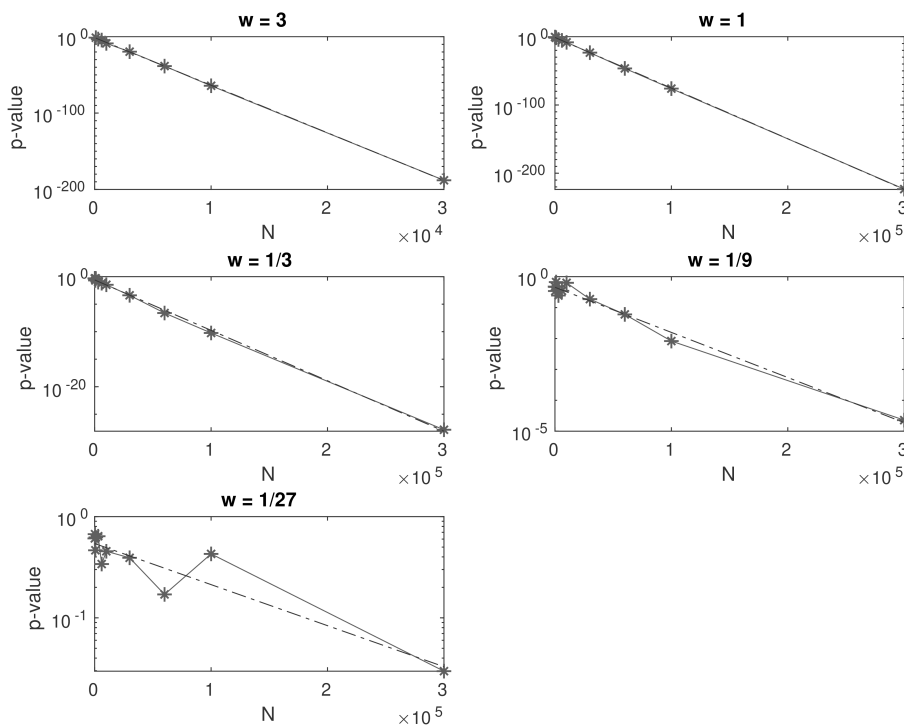 w = 3
10^0
10^-100
10^-200
p-value
0 1 2 3
N
×10^4
w = 1
10^0
10^-100
10^-200
p-value
0 1 2 3
N
×10^5
w = 1/3
10^0
10^-20
p-value
0 1 2 3
N
×10^5
w = 1/9
10^0
10^-5
p-value
0 1 2 3
N
×10^5
w = 1/27
10^0
10^-1
p-value
0 1 2 3
N
×10^5